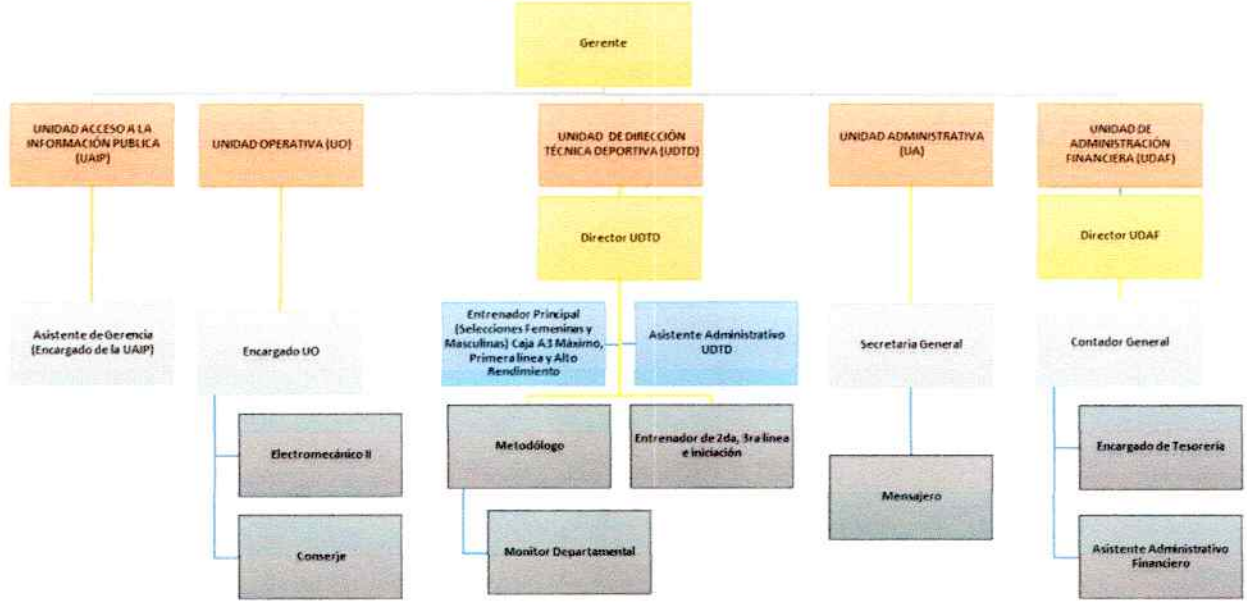 Gerente
UNIDAD ACCESO A LA
INFORMACIÓN PUBLICA
(UAIP)
UNIDAD OPERATIVA (UO)
UNIDAD DE DIRECCIÓN
TÉCNICA DEPORTIVA (UDTD)
UNIDAD ADMINISTRATIVA
(UA)
UNIDAD DE
ADMINISTRACIÓN
FINANCIERA (UDAF)
Director UDTD
Director UDAF
Asistente de Gerencia
(Encargado de la UAIP)
Encargado UO
Entrenador Principal
(Selecciones Femeninas y
Masculinas) Caja A3 Máximo,
Primera línea y Alto
Rendimiento
Asistente Administrativo
UDTD
Secretaria General
Contador General
Electromecánico II
Metodólogo
Entrenador de 2da, 3ra línea
e iniciación
Encargado de Tesorería
Mensajero
Conserje
Monitor Departamental
Asistente Administrativo
Financiero